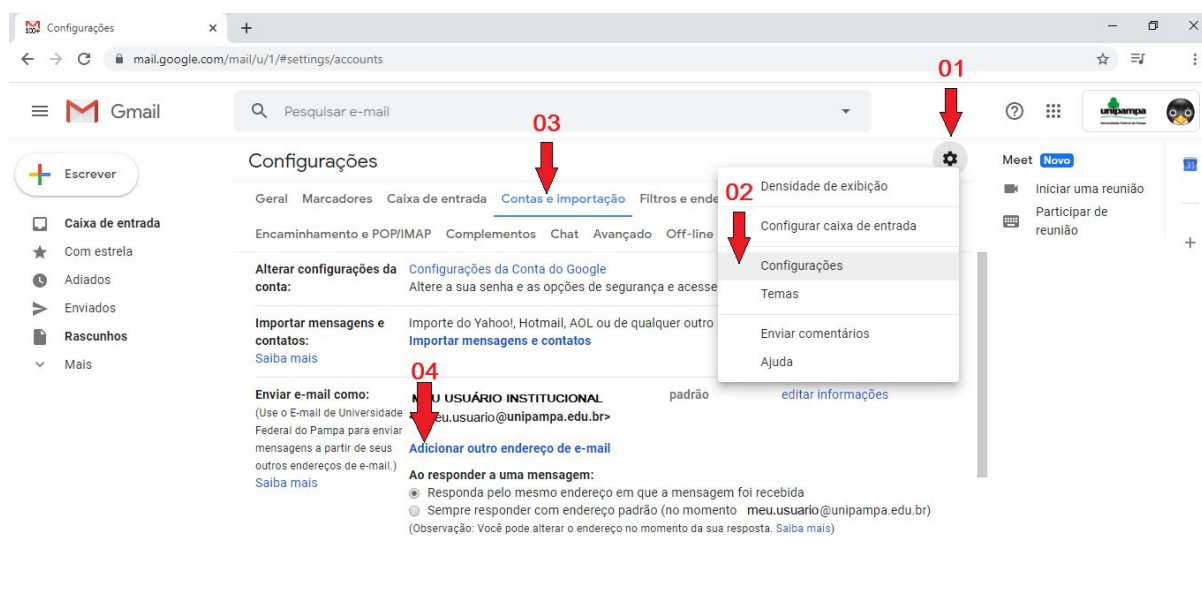 Configurações
mail.google.com/mail/u/1/#settings/accounts
01
Gmail
Pesquisar e-mail
unipampa
03
Configurações
Meet Novo
Escrever
Geral Marcadores Caixa de entrada Contas e importação Filtros e ende
02
Densidade de exibição
Iniciar uma reunião
Caixa de entrada
Encaminhamento e POP/IMAP Complementos Chat Avançado Off-line
Configurar caixa de entrada
Participar de
reunião
Com estrela
Adiados
Enviados
Rascunhos
Mais
Alterar configurações da
conta:
Configurações da Conta do Google
Altere a sua senha e as opções de segurança e acesse
Configurações
Temas
Enviar comentários
Ajuda
Importar mensagens e
contatos:
Saiba mais
Importe do Yahoo!, Hotmail, AOL ou de qualquer outro
Importar mensagens e contatos
04
Enviar e-mail como:
(Use o E-mail de Universidade
Federal do Pampa para enviar
mensagens a partir de seus
outros endereços de e-mail.)
Saiba mais
USUÁRIO INSTITUCIONAL padrão editar informações
eu.usuario@unipampa.edu.br>
Adicionar outro endereço de e-mail
Ao responder a uma mensagem:
Responda pelo mesmo endereço em que a mensagem foi recebida
Sempre responder com endereço padrão (no momento meu.usuario@unipampa.edu.br)
(Observação: Você pode alterar o endereço no momento da sua resposta. Saiba mais)